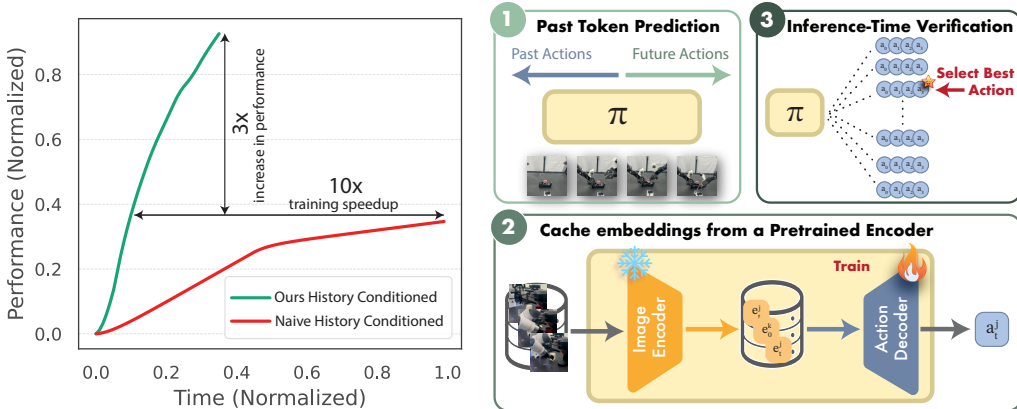 Performance (Normalized)
0.8
0.6
0.4
0.2
0.0
0.0
0.2
0.4
0.6
0.8
1.0
Time (Normalized)
3x
increase in performance
10x
training speedup
Ours History Conditioned
Naive History Conditioned
1
Past Token Prediction
Past Actions
Future Actions
π
3
Inference-Time Verification
π
Select Best
Action
2
Cache embeddings from a Pretrained Encoder
Train
Image
Encoder
Action
Decoder